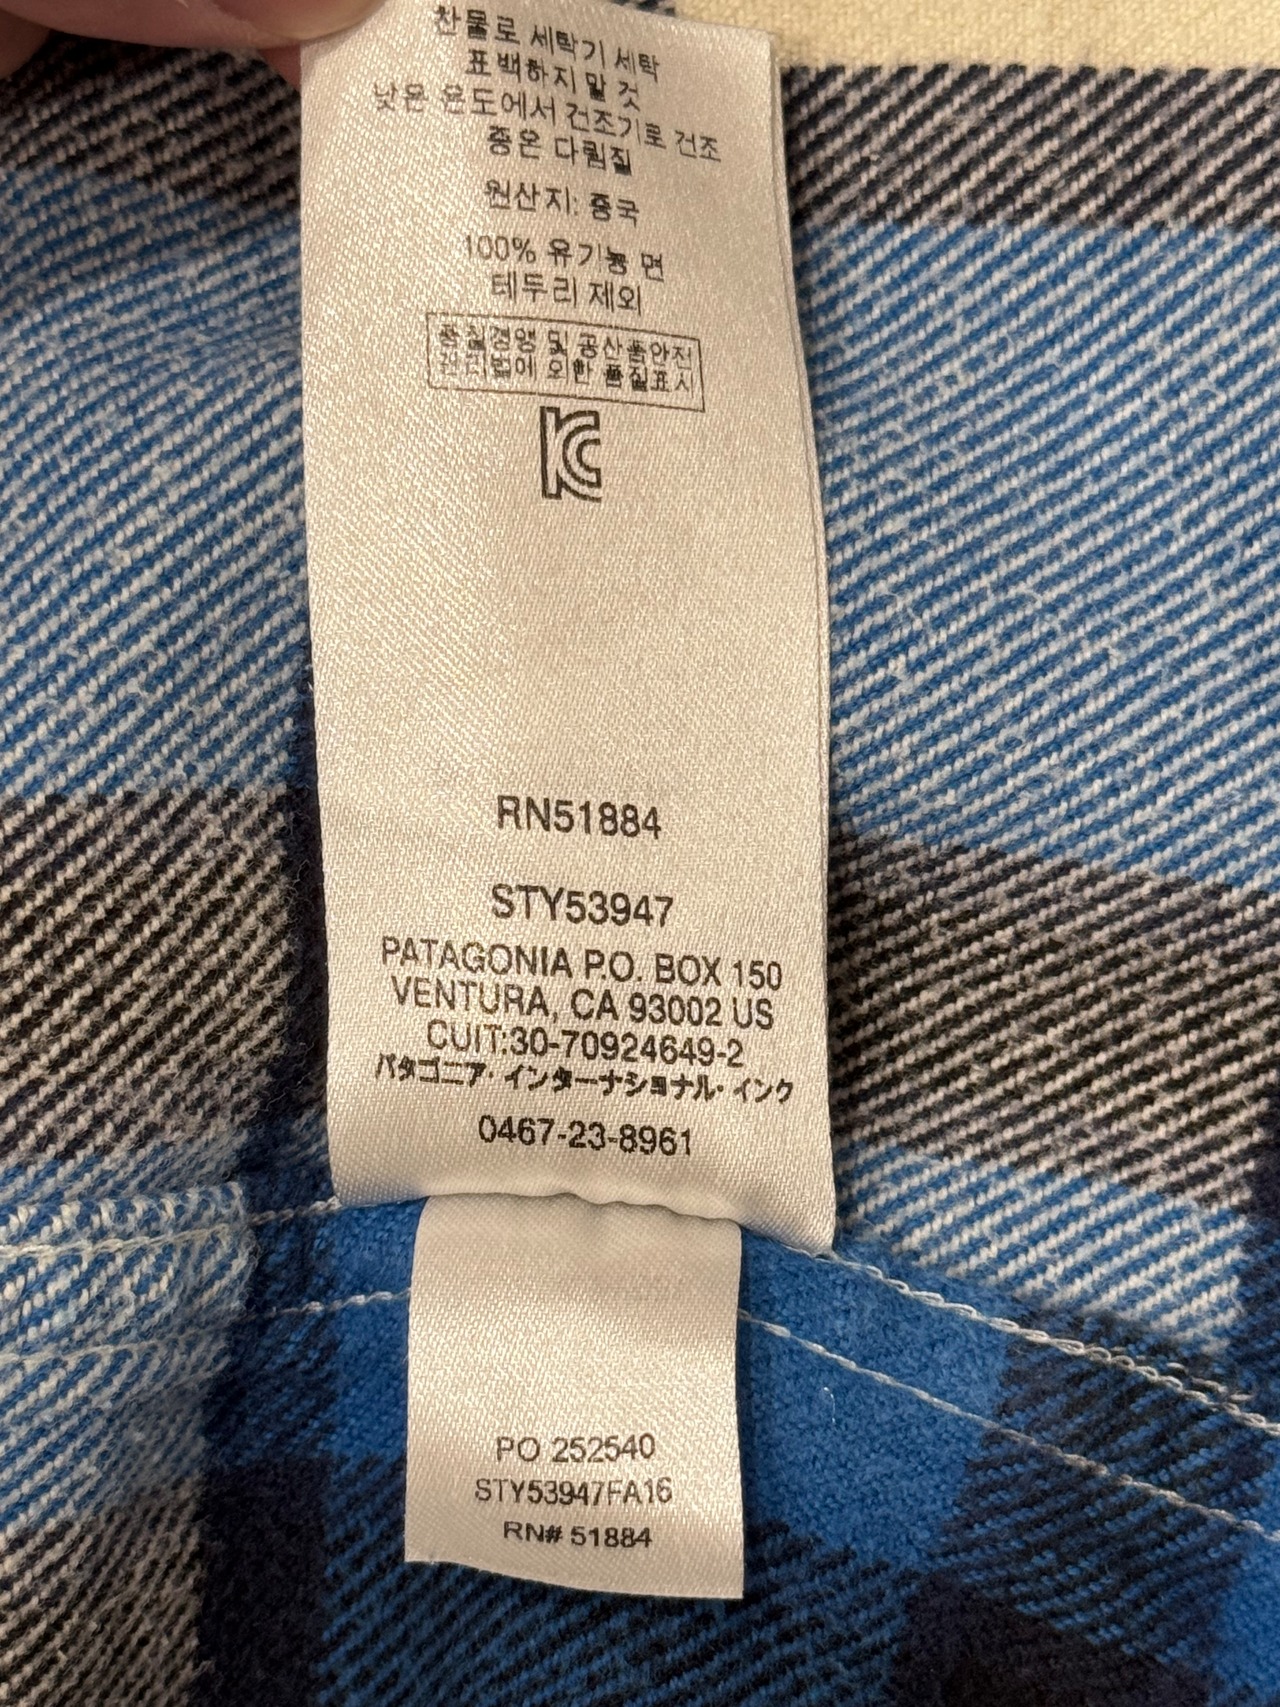 찬물로 세탁기 세탁
표백하지 말 것
낮은 온도에서 건조기로 건조
중온 다림질
원산지: 중국
100% 유기농 면
테두리 제외
품질경영 및 공산품안전
관리법에 의한 품질표시
KC
RN51884
STY53947
PATAGONIA P.O. BOX 150
VENTURA, CA 93002 US
CUIT:30-70924649-2
パタゴニア・インターナショナル・インク
0467-23-8961
PO 252540
STY53947FA16
RN# 51884